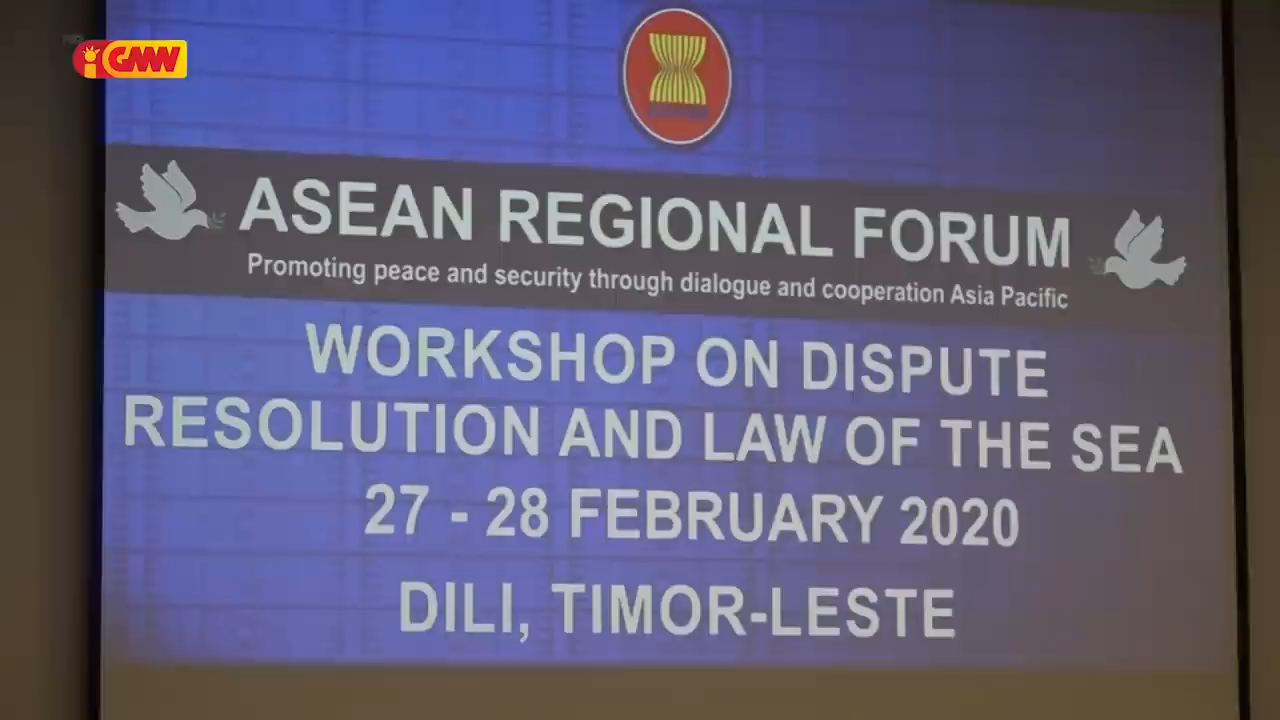 GMN
ASEAN REGIONAL FORUM
Promoting peace and security through dialogue and cooperation Asia Pacific
WORKSHOP ON DISPUTE
RESOLUTION AND LAW OF THE SEA
27 - 28 FEBRUARY 2020
DILI, TIMOR-LESTE